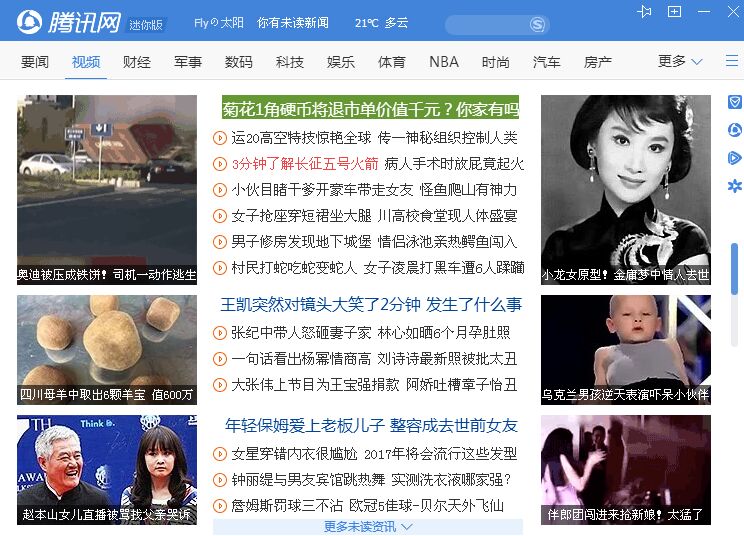 腾讯网 迷你版 Fly 太阳 你有未读新闻 21℃ 多云
要闻 视频 财经 军事 数码 科技 娱乐 体育 NBA 时尚 汽车 房产 更多
菊花1角硬币将退市单价值千元？你家有吗
运20高空特技惊艳全球 传一神秘组织控制人类
3分钟了解长征五号火箭 病人手术时放屁竟起火
小伙目睹干爹开豪车带走女友 怪鱼爬山有神力
女子抢座穿短裙坐大腿 川高校食堂现人体盛宴
男子修房发现地下城堡 情侣泳池亲热鳄鱼闯入
村民打蛇吃蛇变蛇人 女子凌晨打黑车遭6人蹂躏
奥迪被压成铁饼！司机一动作逃生
小龙女原型！金庸梦中情人去世
王凯突然对镜头大笑了2分钟 发生了什么事
张纪中带人怒砸妻子家 林心如晒6个月孕肚照
一句话看出杨幂情商高 刘诗诗最新照被批太丑
大张伟上节目为王宝强捐款 阿娇吐槽章子怡丑
四川母羊中取出6颗羊宝 值600万
乌克兰男孩逆天表演吓呆小伙伴
年轻保姆爱上老板儿子 整容成去世前女友
女星穿错内衣很尴尬 2017年将会流行这些发型
钟丽缇与男友宾馆跳热舞 实测洗衣液哪家强?
詹姆斯罚球三不沾 欧冠5佳球-贝尔天外飞仙
Think
赵本山女儿直播被骂找父亲哭诉
伴郎团闯进来抢新娘！太猛了
更多未读资讯